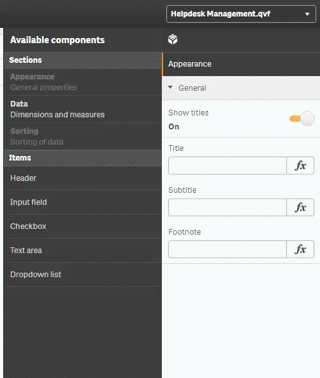 Helpdesk Management.qvf
Available components
Sections
Appearance
General properties
Data
Dimensions and measures
Sorting
Sorting of data
Items
Header
Input field
Checkbox
Text area
Dropdown list
Appearance
General
Show titles
On
Title
fx
Subtitle
fx
Footnote
fx